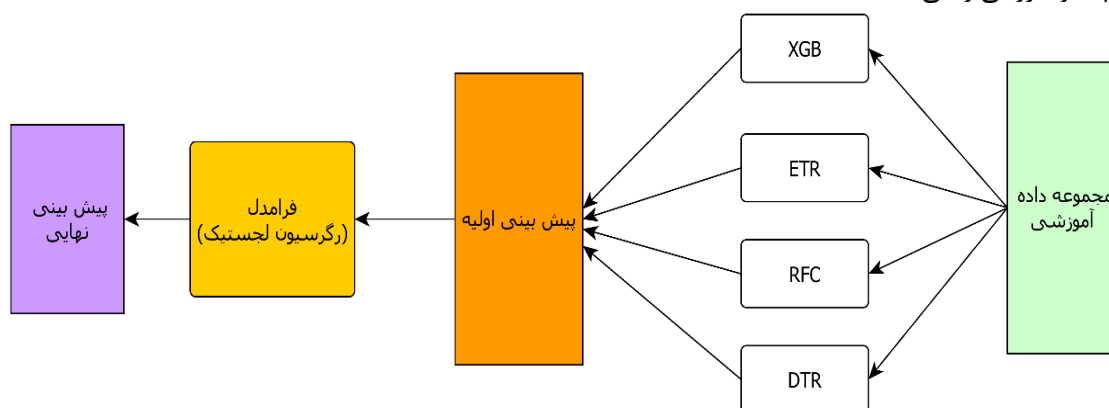 مجموعه داده
آموزشی
XGB
ETR
RFC
DTR
پیش بینی اولیه
فرامدل
(رگرسیون لجستیک)
پیش بینی
نهایی